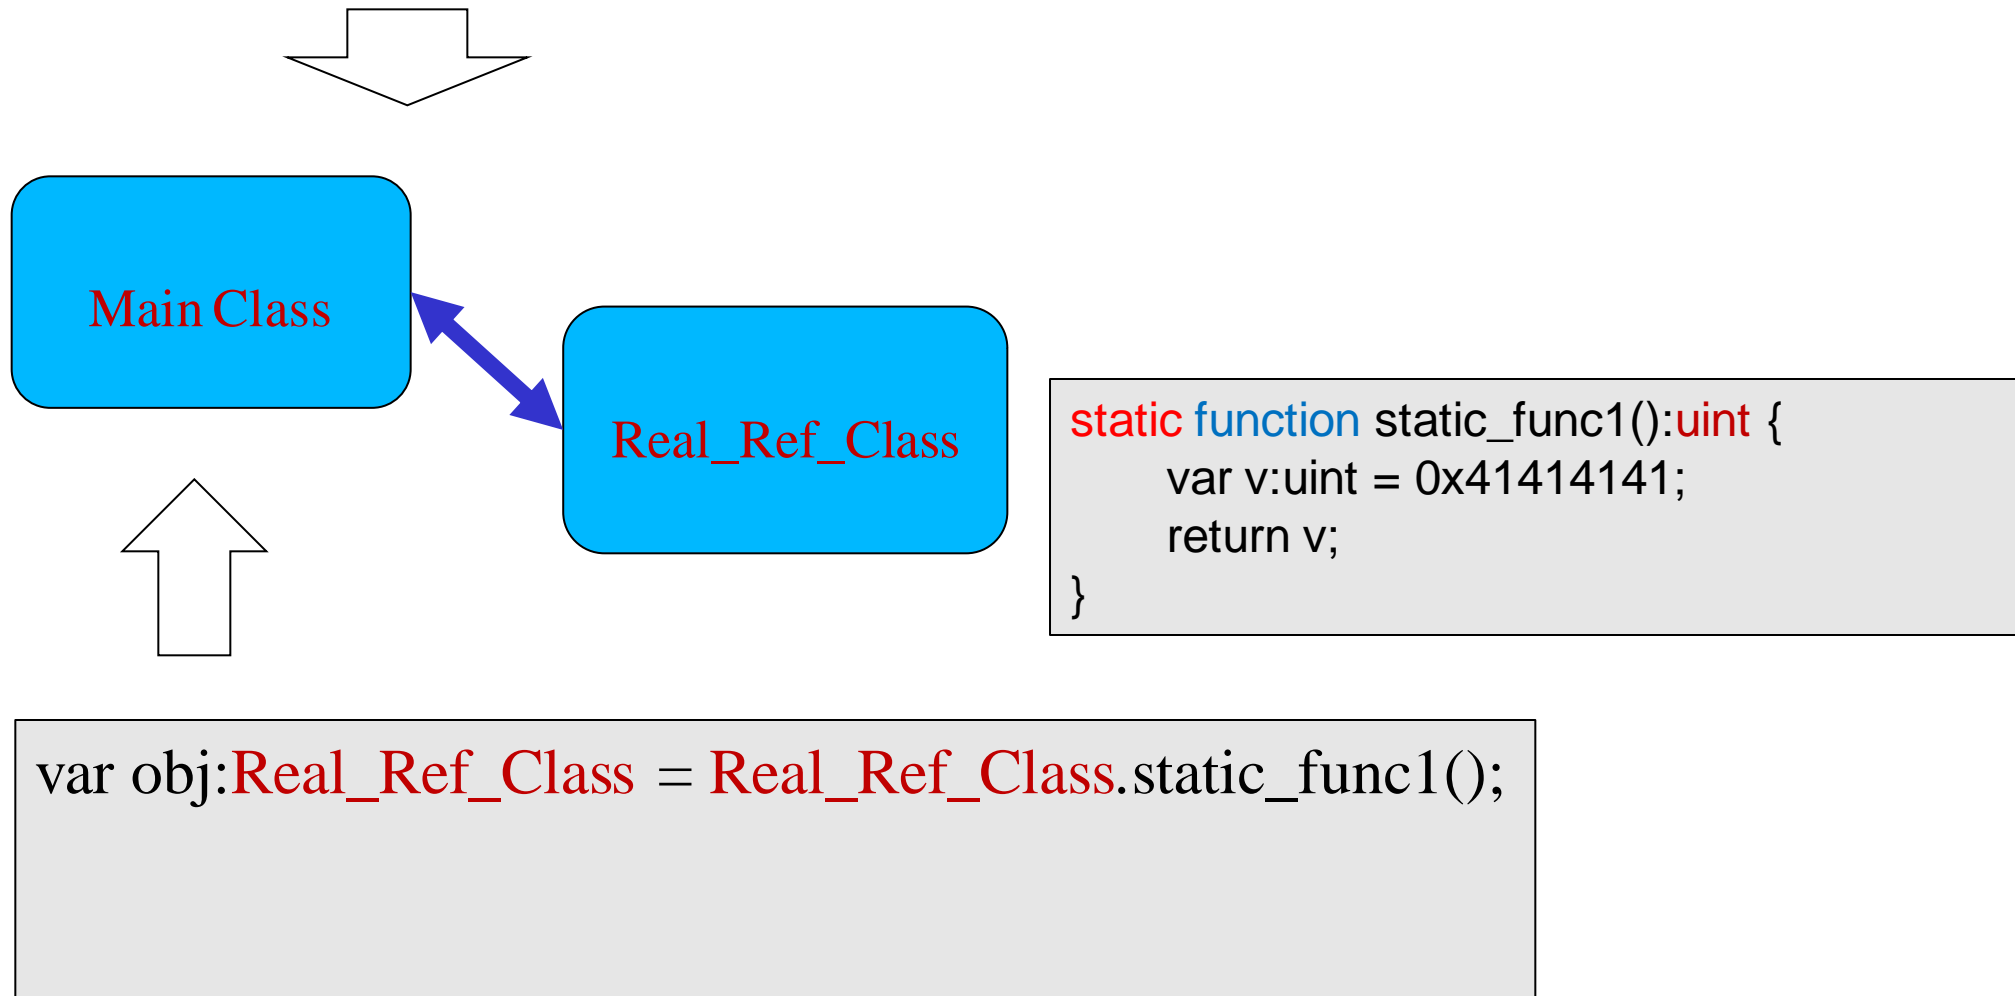 Main Class
Real_Ref_Class
static function static_func1():uint {
var v:uint = 0x41414141;
return v;
}
var obj:Real_Ref_Class = Real_Ref_Class.static_func1();